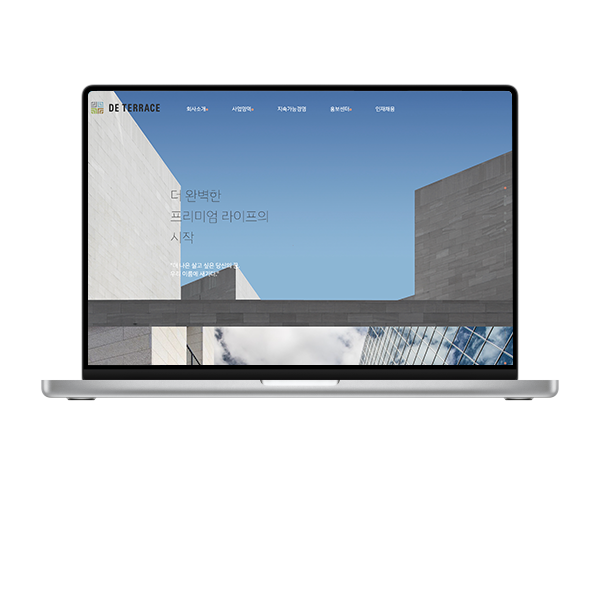 DE TERRACE
회사소개 사업영역 지속가능경영 홍보센터 인재채용
더 완벽한
프리미엄 라이프의
시작
"더 나은 살고 싶은 당신의 꿈,
우리 이름에 새기다."